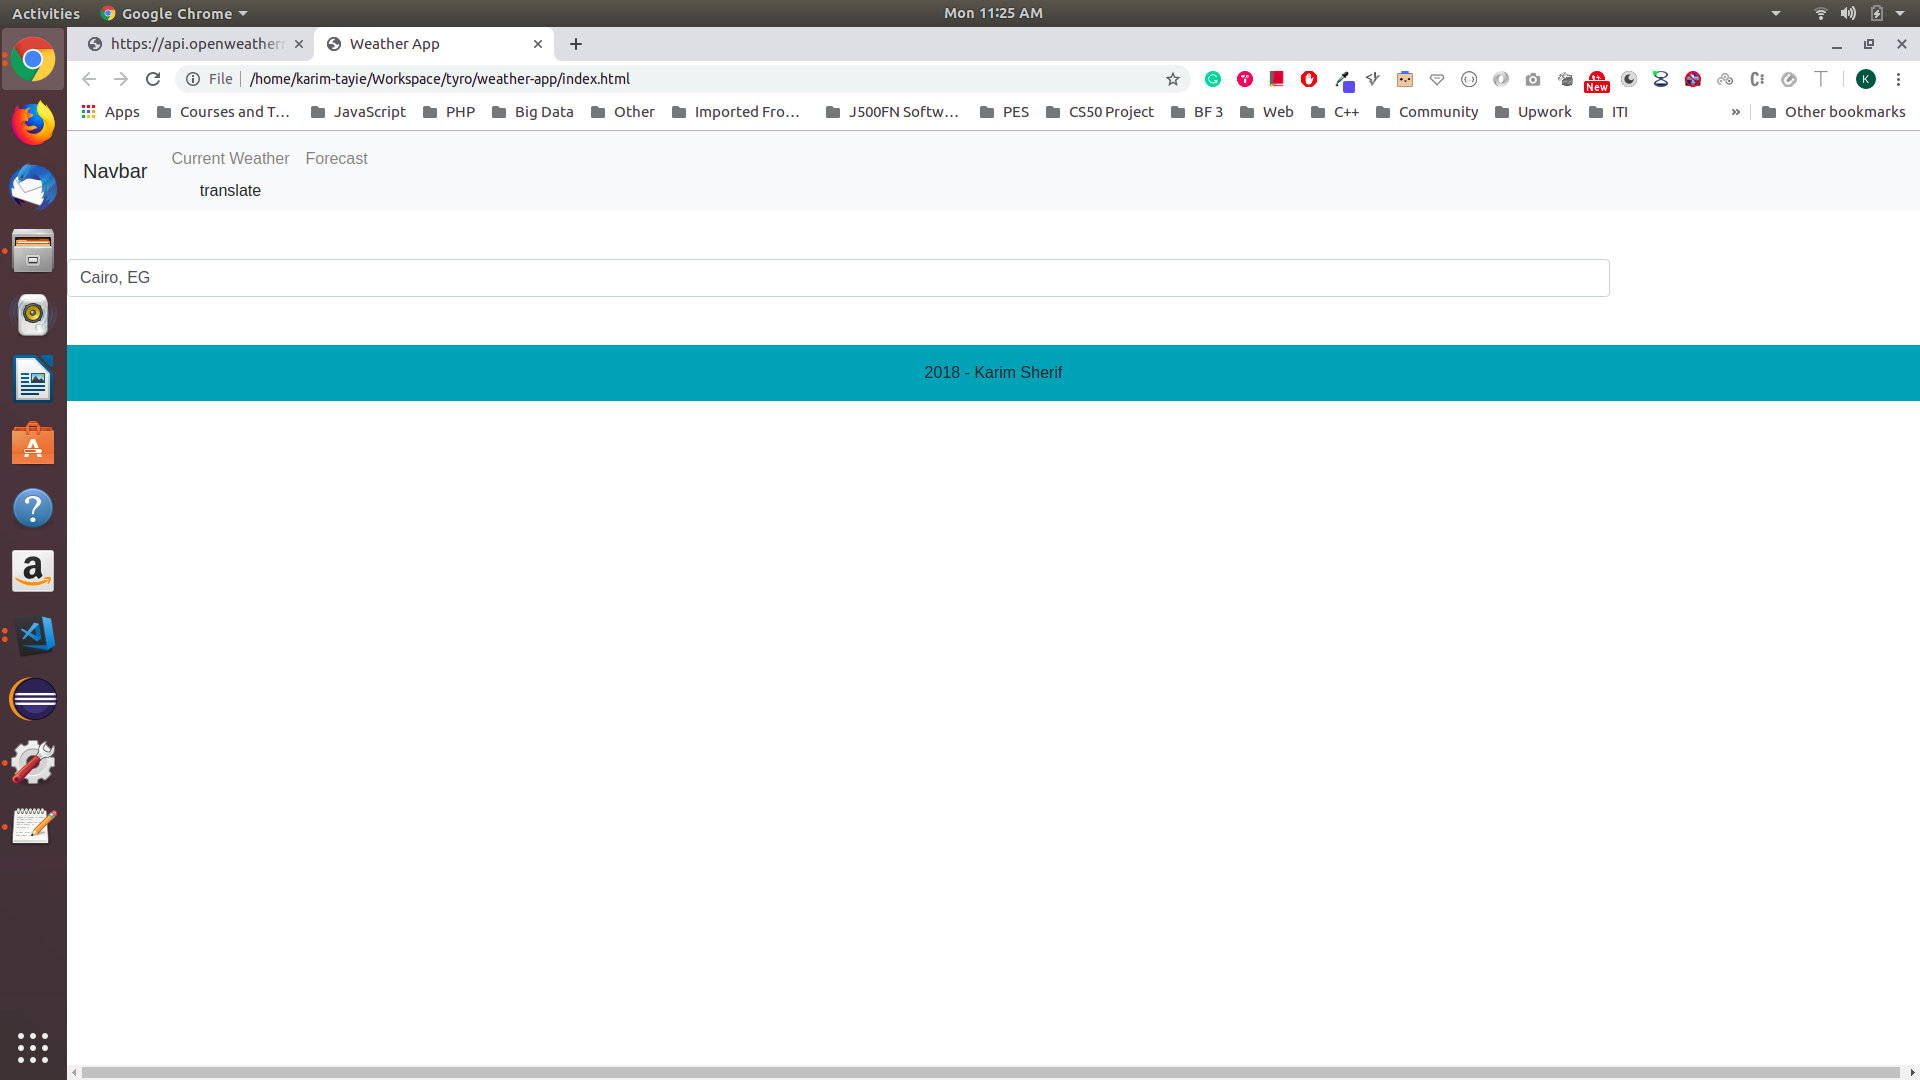 Activities Google Chrome Mon 11:25 AM
https://api.openweather Weather App
File /home/karim-tayie/Workspace/tyro/weather-app/index.html New K
Apps Courses and T... JavaScript PHP Big Data Other Imported Fro... J500FN Softw... PES CS50 Project BF 3 Web C++ Community Upwork ITI » Other bookmarks
Navbar Current Weather Forecast
translate
Cairo, EG
2018 - Karim Sherif